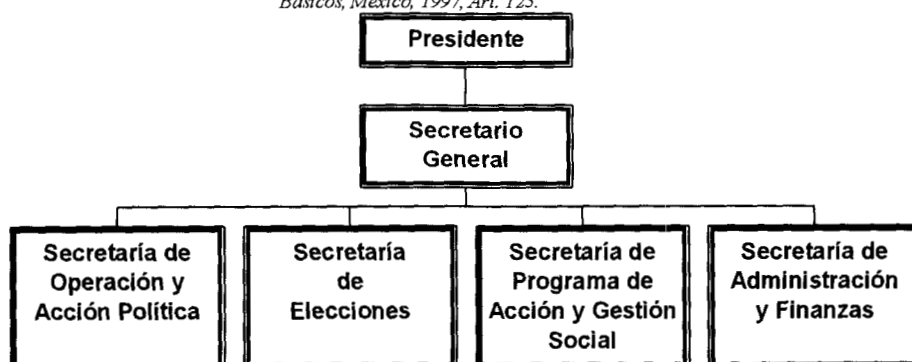 Básicos, México, 1997, Art. 125.
Presidente
Secretario
General
Secretaría de
Operación y
Acción Política
Secretaría
de
Elecciones
Secretaría de
Programa de
Acción y Gestión
Social
Secretaría de
Administración
y Finanzas